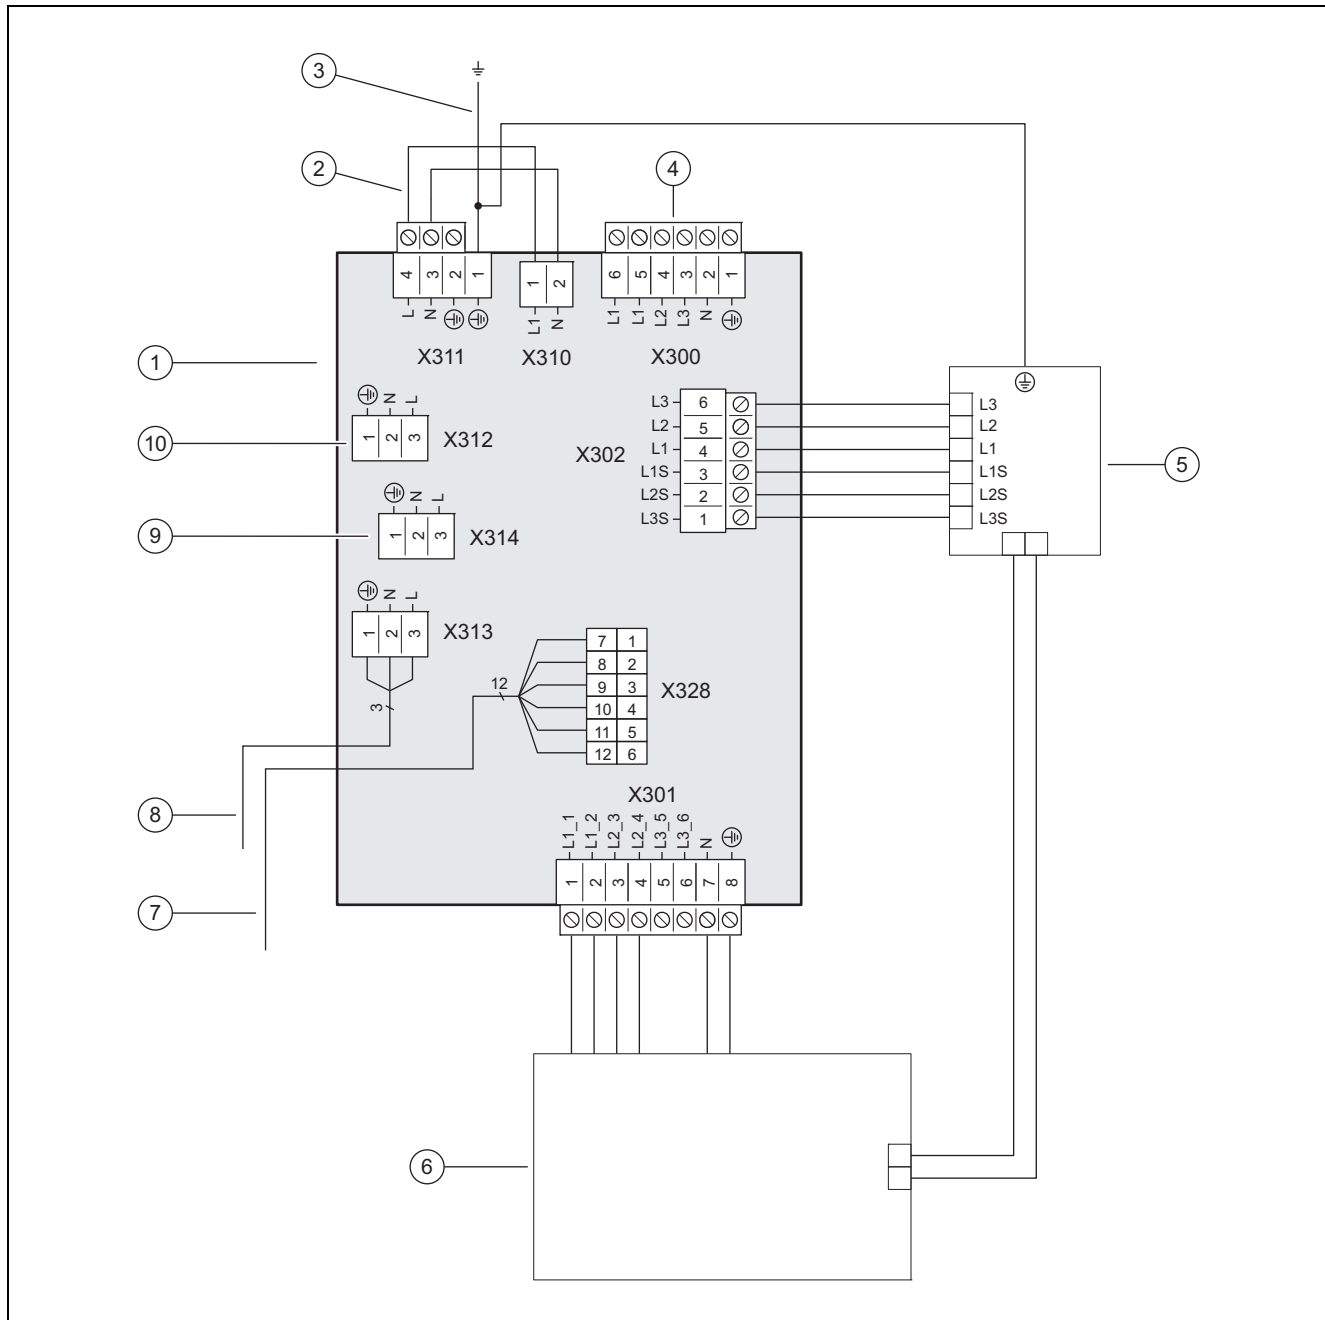 3
2
4
4 3 2 1
L N
X311
1 2
L1 N
X310
6 5 4 3 2 1
L1 L1 L2 L3 N
X300
1
N L
1 2 3
X312
10
L3 6
L2 5
L1 4
L1S 3
L2S 2
L3S 1
X302
L3
L2
L1
L1S
L2S
L3S
5
N L
1 2 3
X314
9
N L
1 2 3
X313
3
12
7 1
8 2
9 3
10 4
11 5
12 6
X328
8
7
X301
L1_1 L1_2 L2_3 L2_4 L3_5 L3_6 N
1 2 3 4 5 6 7 8
6